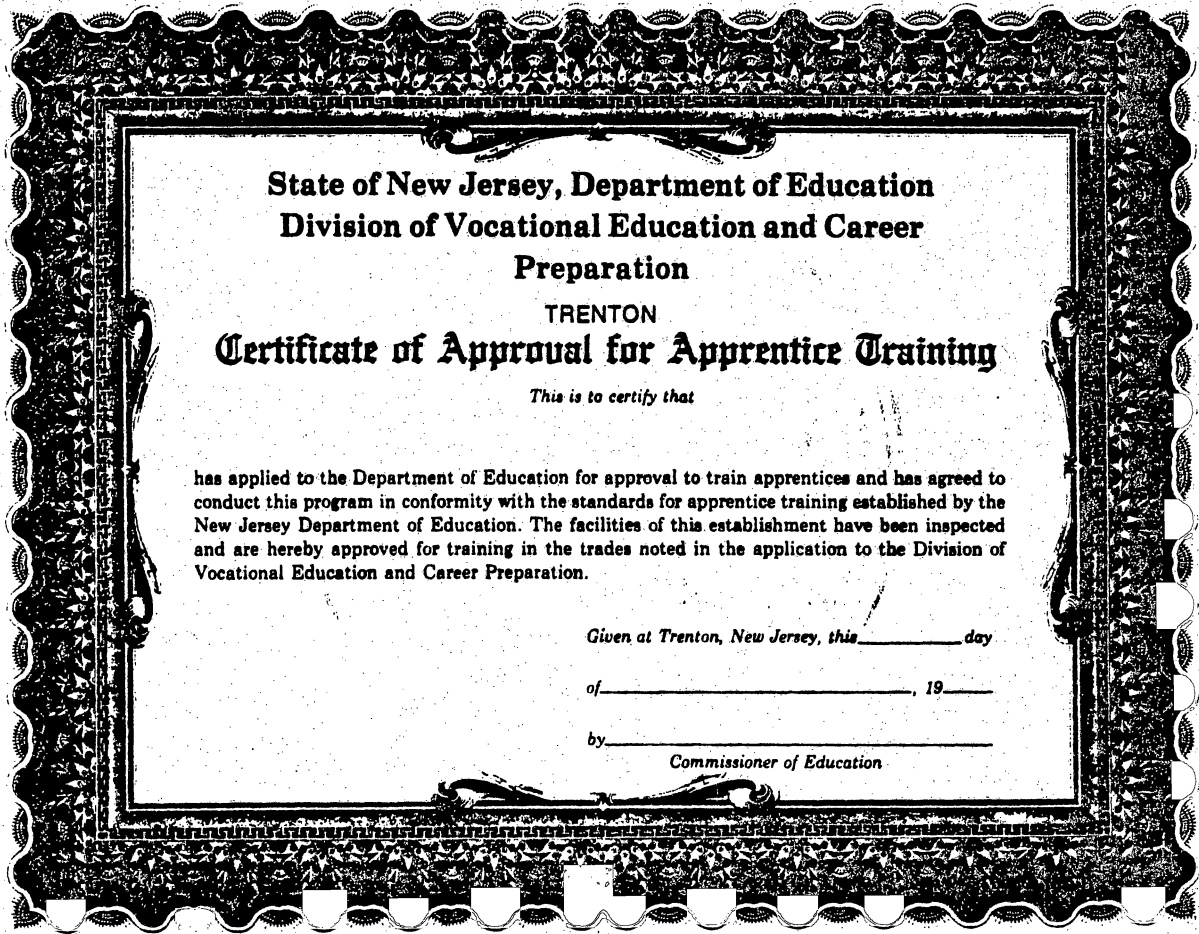 State of New Jersey, Department of Education
Division of Vocational Education and Career
Preparation
TRENTON
Certificate of Approval for Apprentice Training
This is to certify that
has applied to the Department of Education for approval to train apprentices and has agreed to
conduct this program in conformity with the standards for apprentice training established by the
New Jersey Department of Education. The facilities of this establishment have been inspected
and are hereby approved for training in the trades noted in the application to the Division of
Vocational Education and Career Preparation.
Given at Trenton, New Jersey, this__________day
of______________________________, 19_____
by_____________________________________
Commissioner of Education